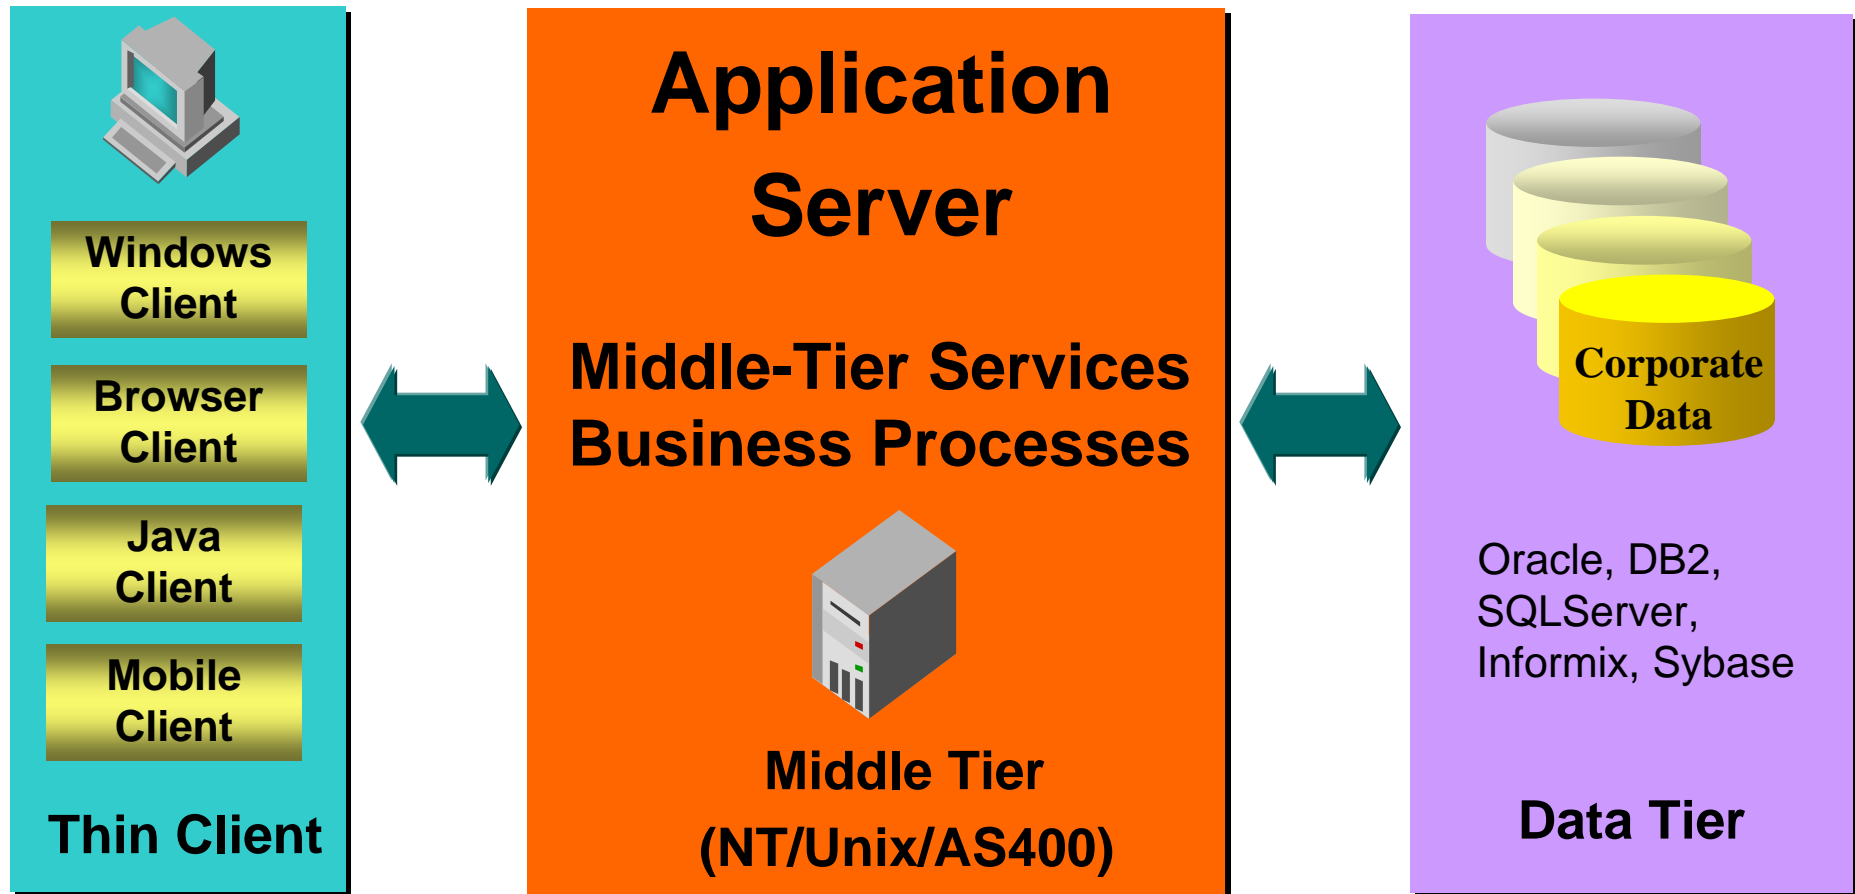 Windows
Client
Browser
Client
Java
Client
Mobile
Client
Thin Client
Application
Server
Middle-Tier Services
Business Processes
Middle Tier
(NT/Unix/AS400)
Corporate
Data
Oracle, DB2,
SQLServer,
Informix, Sybase
Data Tier